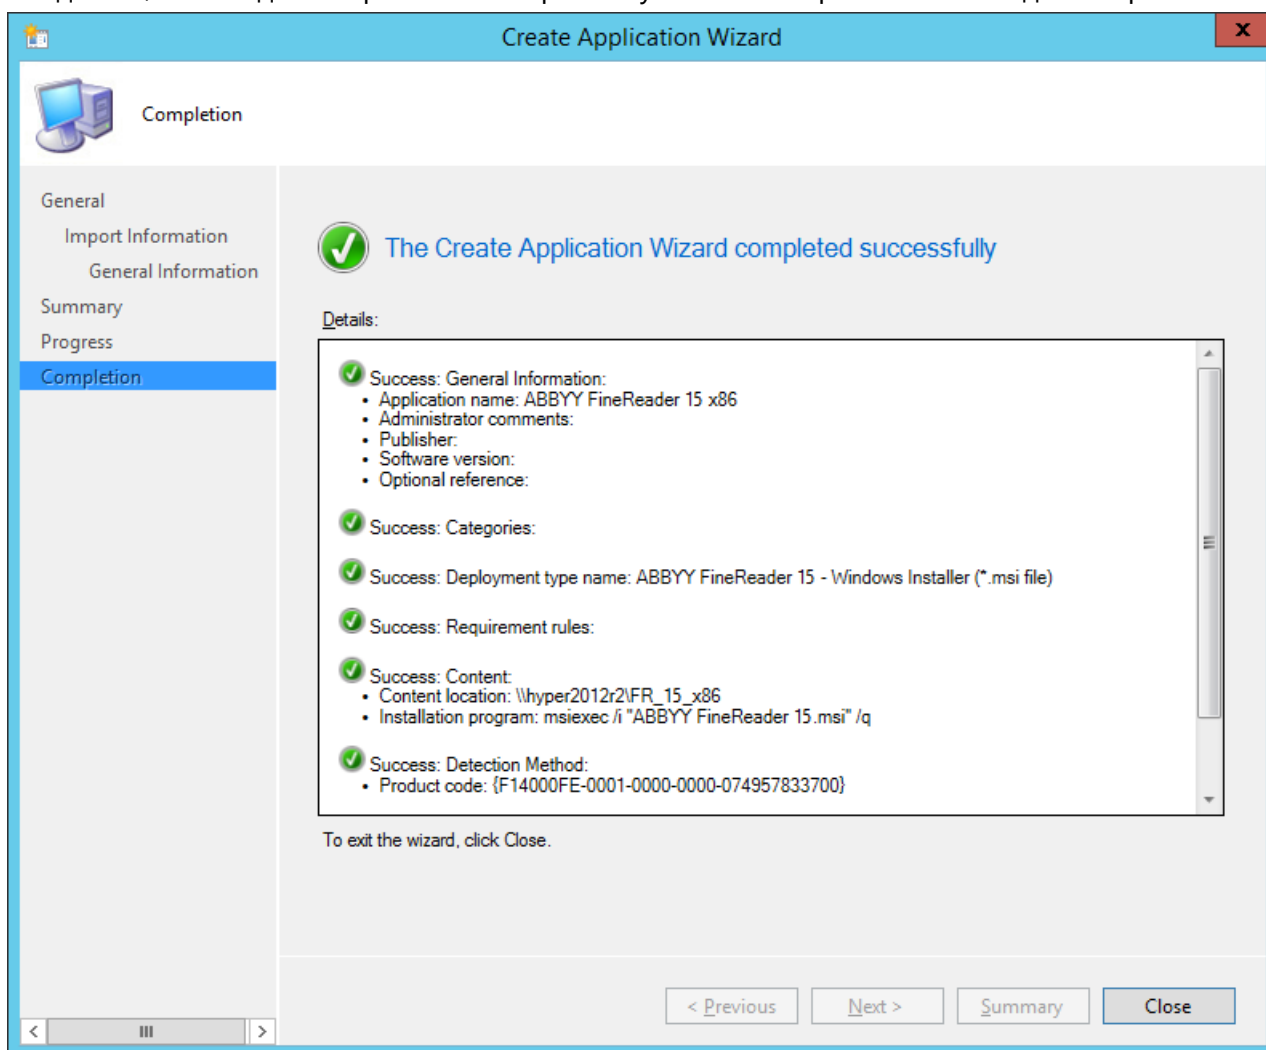 Create Application Wizard
x
Completion
General
Import Information
General Information
Summary
Progress
Completion
The Create Application Wizard completed successfully
Details:
Success: General Information:
• Application name: ABBYY FineReader 15 x86
• Administrator comments:
• Publisher:
• Software version:
• Optional reference:
Success: Categories:
Success: Deployment type name: ABBYY FineReader 15 - Windows Installer (*.msi file)
Success: Requirement rules:
Success: Content:
• Content location: \\hyper2012r2\FR_15_x86
• Installation program: msiexec /i "ABBYY FineReader 15.msi" /q
Success: Detection Method:
• Product code: {F14000FE-0001-0000-0000-074957833700}
To exit the wizard, click Close.
< Previous
Next >
Summary
Close